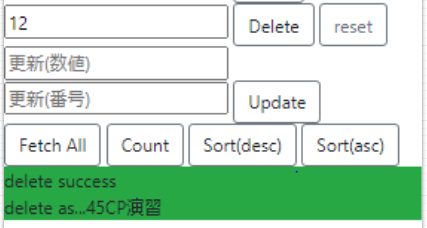 12 Delete reset
更新(数値)
更新(番号) Update
Fetch All Count Sort(desc) Sort(asc)
delete success
delete as...45CP演習